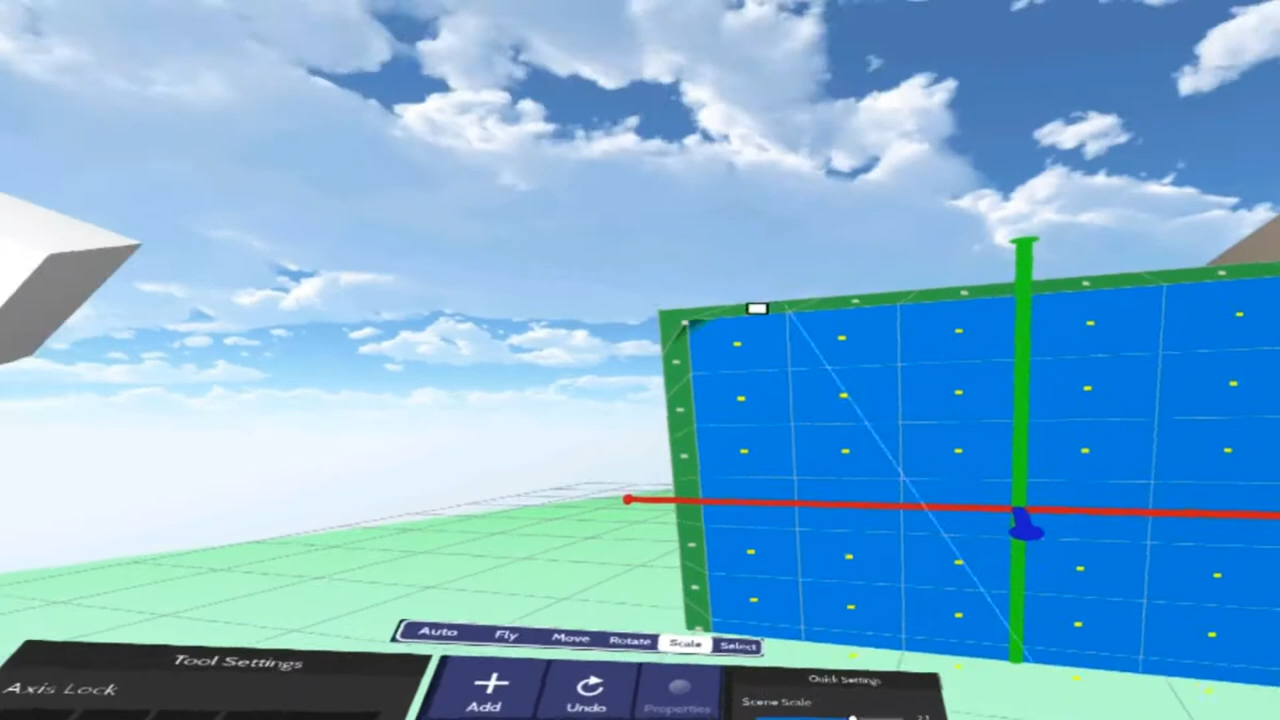 Auto Fly Move Rotate Scale Select
Tool Settings
Axis Lock
Add
Undo
Properties
Quick Settings
Scene Scale